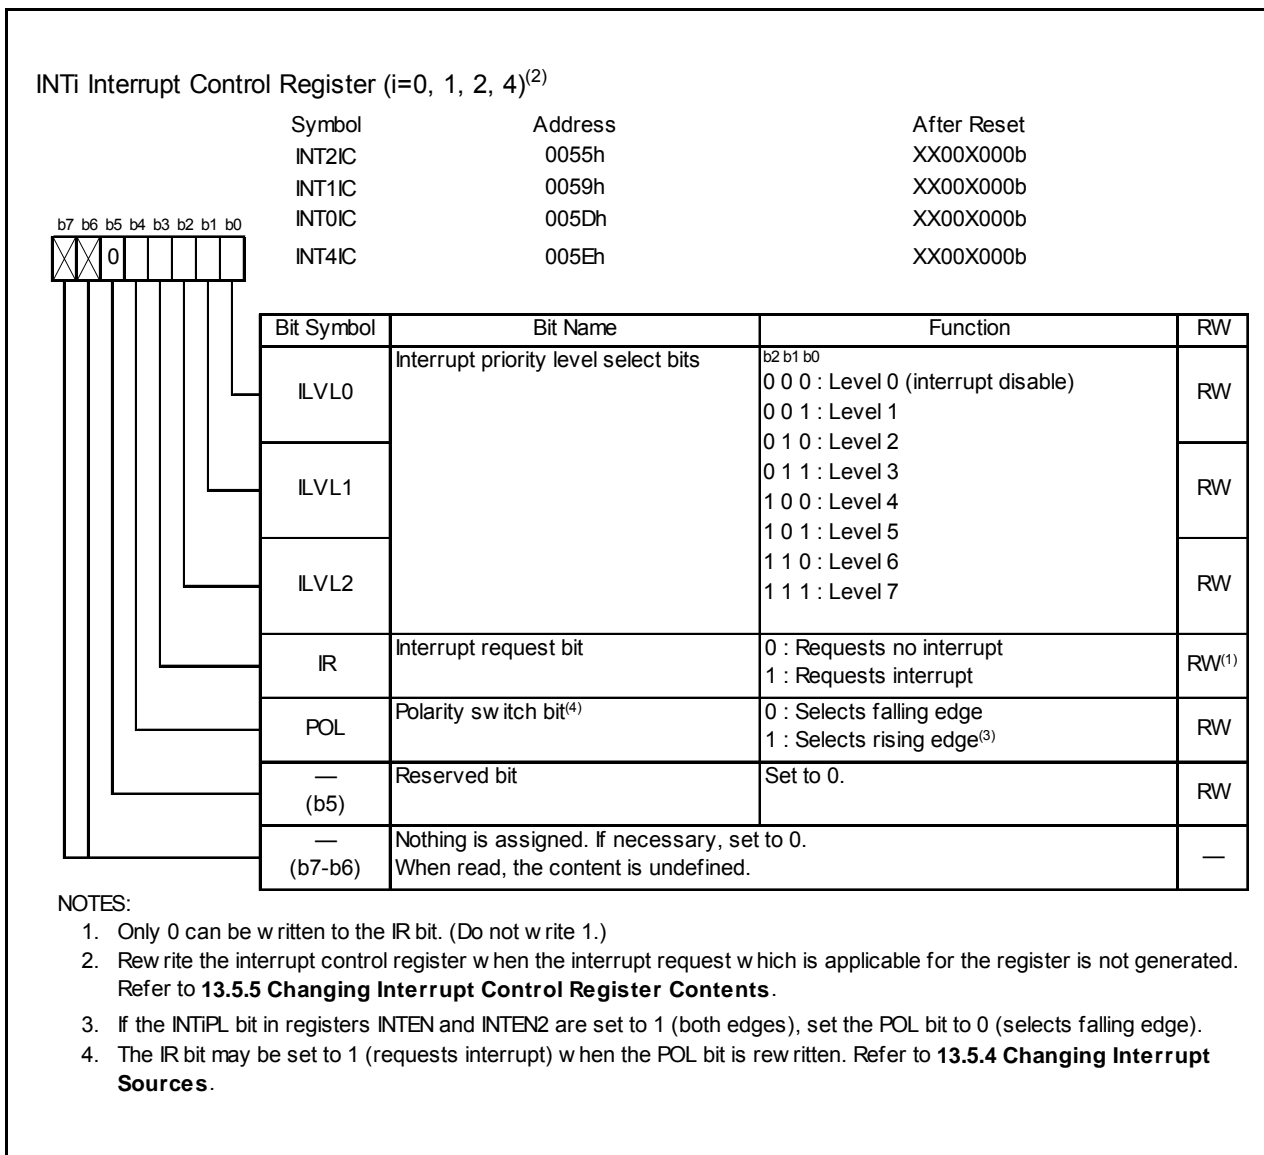 INTi Interrupt Control Register (i=0, 1, 2, 4)(2)
Symbol Address After Reset
INT2IC 0055h XX00X000b
INT1IC 0059h XX00X000b
INT0IC 005Dh XX00X000b
INT4IC 005Eh XX00X000b
b7 b6 b5 b4 b3 b2 b1 b0
0
Bit Symbol Bit Name Function RW
ILVL0 Interrupt priority level select bits b2 b1 b0 RW
0 0 0 : Level 0 (interrupt disable)
0 0 1 : Level 1
0 1 0 : Level 2
ILVL1 0 1 1 : Level 3 RW
1 0 0 : Level 4
1 0 1 : Level 5
ILVL2 1 1 0 : Level 6 RW
1 1 1 : Level 7
IR Interrupt request bit 0 : Requests no interrupt RW(1)
1 : Requests interrupt
POL Polarity switch bit(4) 0 : Selects falling edge RW
1 : Selects rising edge(3)
— Reserved bit Set to 0. RW
(b5)
— Nothing is assigned. If necessary, set to 0. —
(b7-b6) When read, the content is undefined.
NOTES:
1. Only 0 can be written to the IR bit. (Do not write 1.)
2. Rewrite the interrupt control register when the interrupt request which is applicable for the register is not generated.
Refer to 13.5.5 Changing Interrupt Control Register Contents.
3. If the INTiPL bit in registers INTEN and INTEN2 are set to 1 (both edges), set the POL bit to 0 (selects falling edge).
4. The IR bit may be set to 1 (requests interrupt) when the POL bit is rewritten. Refer to 13.5.4 Changing Interrupt
Sources.